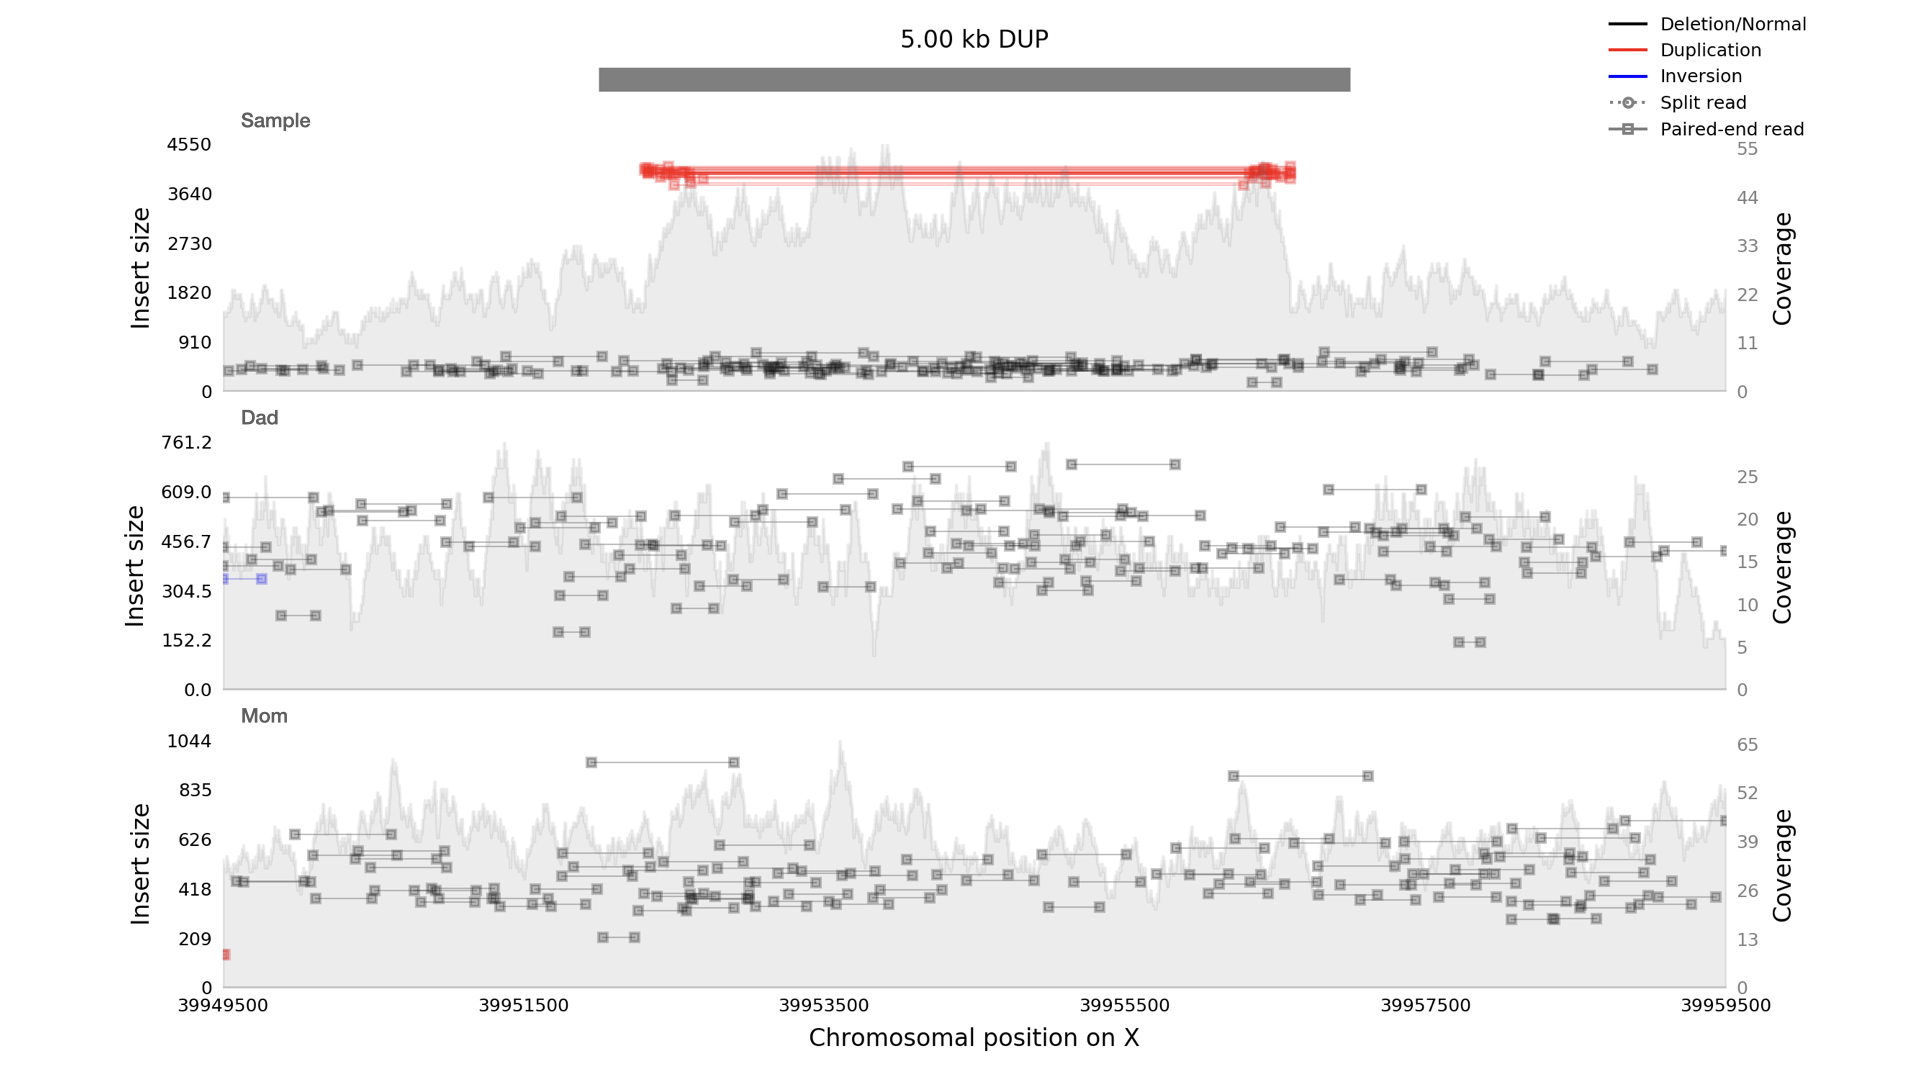 5.00 kb DUP
Deletion/Normal
Duplication
Inversion
Split read
Paired-end read
Sample
Insert size
4550
3640
2730
1820
910
0
55
44
33
22
11
0
Coverage
Dad
Insert size
761.2
609.0
456.7
304.5
152.2
0.0
25
20
15
10
5
0
Coverage
Mom
Insert size
1044
835
626
418
209
0
65
52
39
26
13
0
Coverage
39949500 39951500 39953500 39955500 39957500 39959500
Chromosomal position on X